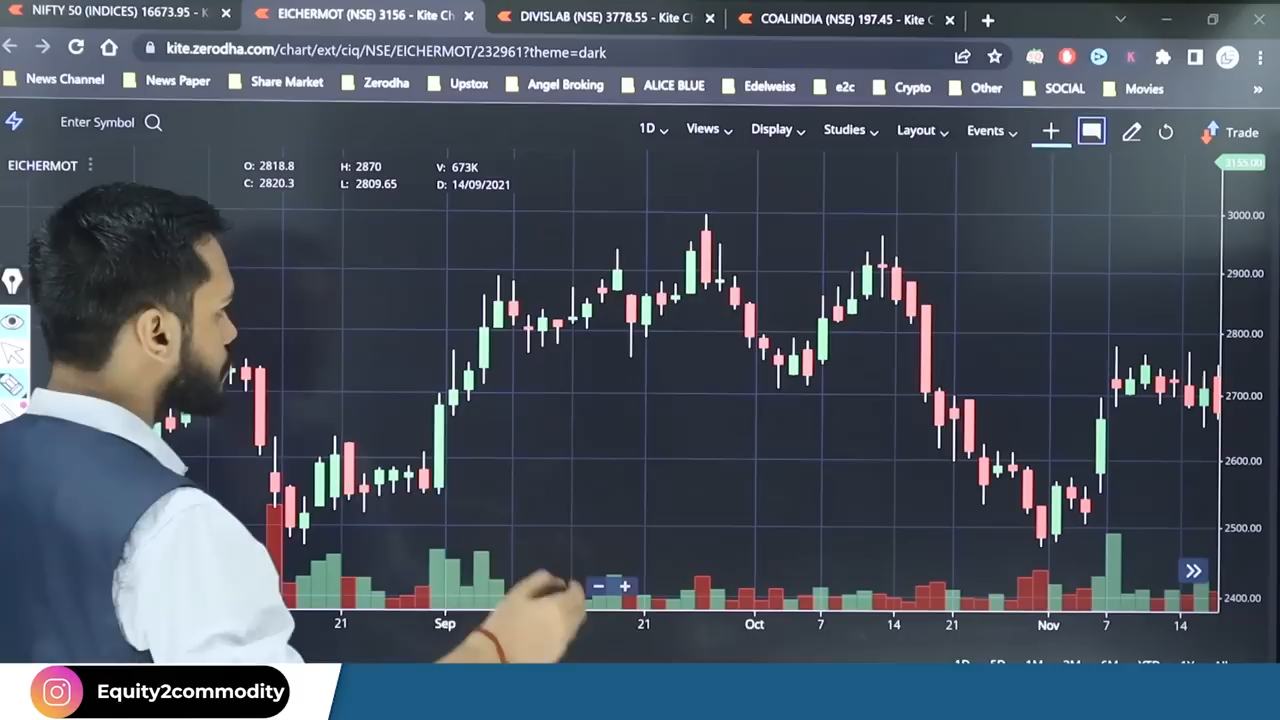 NIFTY 50 (INDICES) 16673.95 - K
EICHERMOT (NSE) 3156 - Kite Ch
DIVISLAB (NSE) 3778.55 - Kite Cl
COALINDIA (NSE) 197.45 - Kite C
kite.zerodha.com/chart/ext/ciq/NSE/EICHERMOT/232961?theme=dark
News Channel News Paper Share Market Zerodha Upstox Angel Broking ALICE BLUE Edelweiss e2c Crypto Other SOCIAL Movies »
Enter Symbol 1D Views Display Studies Layout Events Trade
EICHERMOT O: 2818.8 H: 2870 V: 673K
C: 2820.3 L: 2809.65 D: 14/09/2021
3155.00
3000.00
2900.00
2800.00
2700.00
2600.00
2500.00
2400.00
21 Sep 21 Oct 7 14 21 Nov 7 14
Equity2commodity